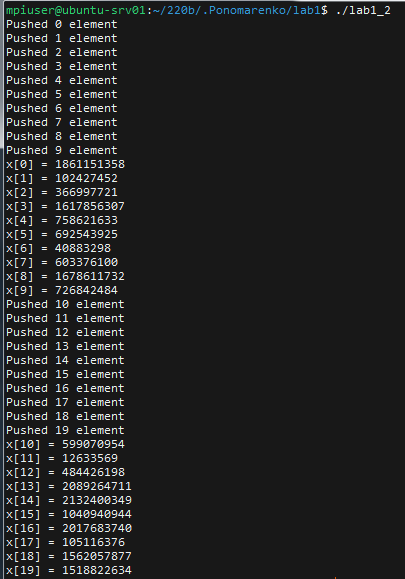 mpiuser@ubuntu-srv01:~/220b/.Ponomarenko/lab1$ ./lab1_2
Pushed 0 element
Pushed 1 element
Pushed 2 element
Pushed 3 element
Pushed 4 element
Pushed 5 element
Pushed 6 element
Pushed 7 element
Pushed 8 element
Pushed 9 element
x[0] = 1861151358
x[1] = 102427452
x[2] = 366997721
x[3] = 1617856307
x[4] = 758621633
x[5] = 692543925
x[6] = 40883298
x[7] = 603376100
x[8] = 1678611732
x[9] = 726842484
Pushed 10 element
Pushed 11 element
Pushed 12 element
Pushed 13 element
Pushed 14 element
Pushed 15 element
Pushed 16 element
Pushed 17 element
Pushed 18 element
Pushed 19 element
x[10] = 599070954
x[11] = 12633569
x[12] = 484426198
x[13] = 2089264711
x[14] = 2132400349
x[15] = 1040940944
x[16] = 2017683740
x[17] = 105116376
x[18] = 1562057877
x[19] = 1518822634